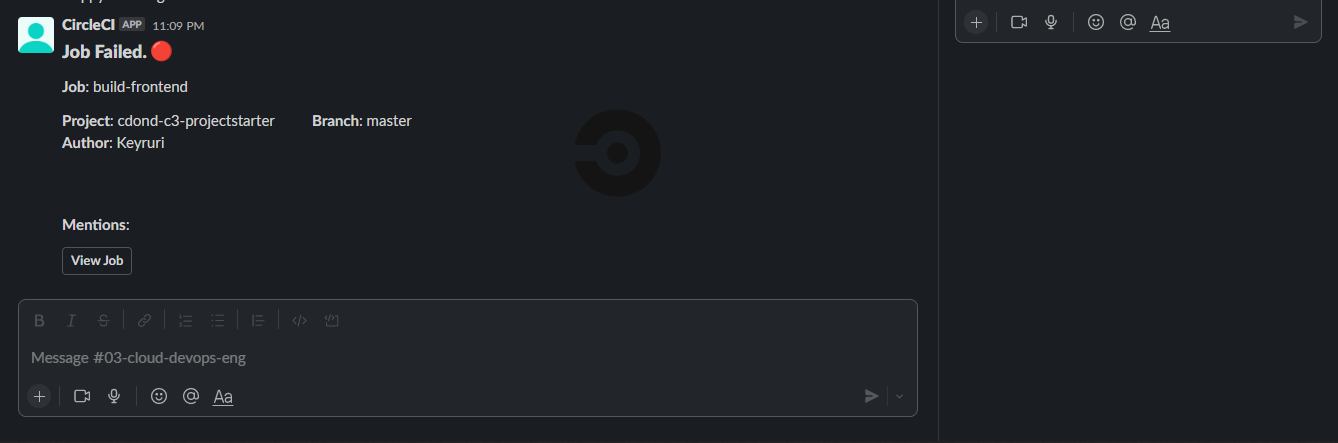 CircleCI APP 11:09 PM
Job Failed.
Job: build-frontend
Project: cdond-c3-projectstarter Branch: master
Author: Keyruri
Mentions:
View Job
B I S
Message #03-cloud-devops-eng
Aa
Aa